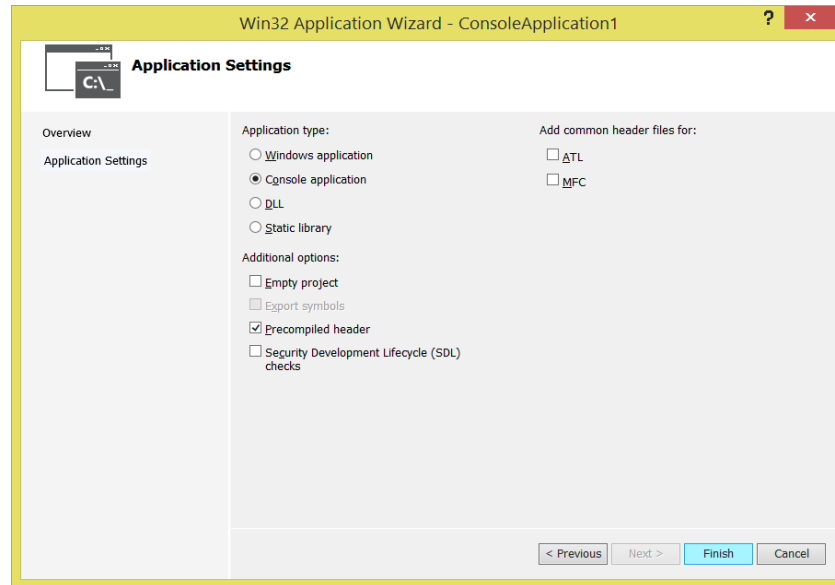 Win32 Application Wizard - ConsoleApplication1
?
x
C:\_
Application Settings
Overview
Application Settings
Application type:
Windows application
Console application
DLL
Static library
Additional options:
Empty project
Export symbols
Precompiled header
Security Development Lifecycle (SDL)
checks
Add common header files for:
ATL
MFC
< Previous
Next >
Finish
Cancel